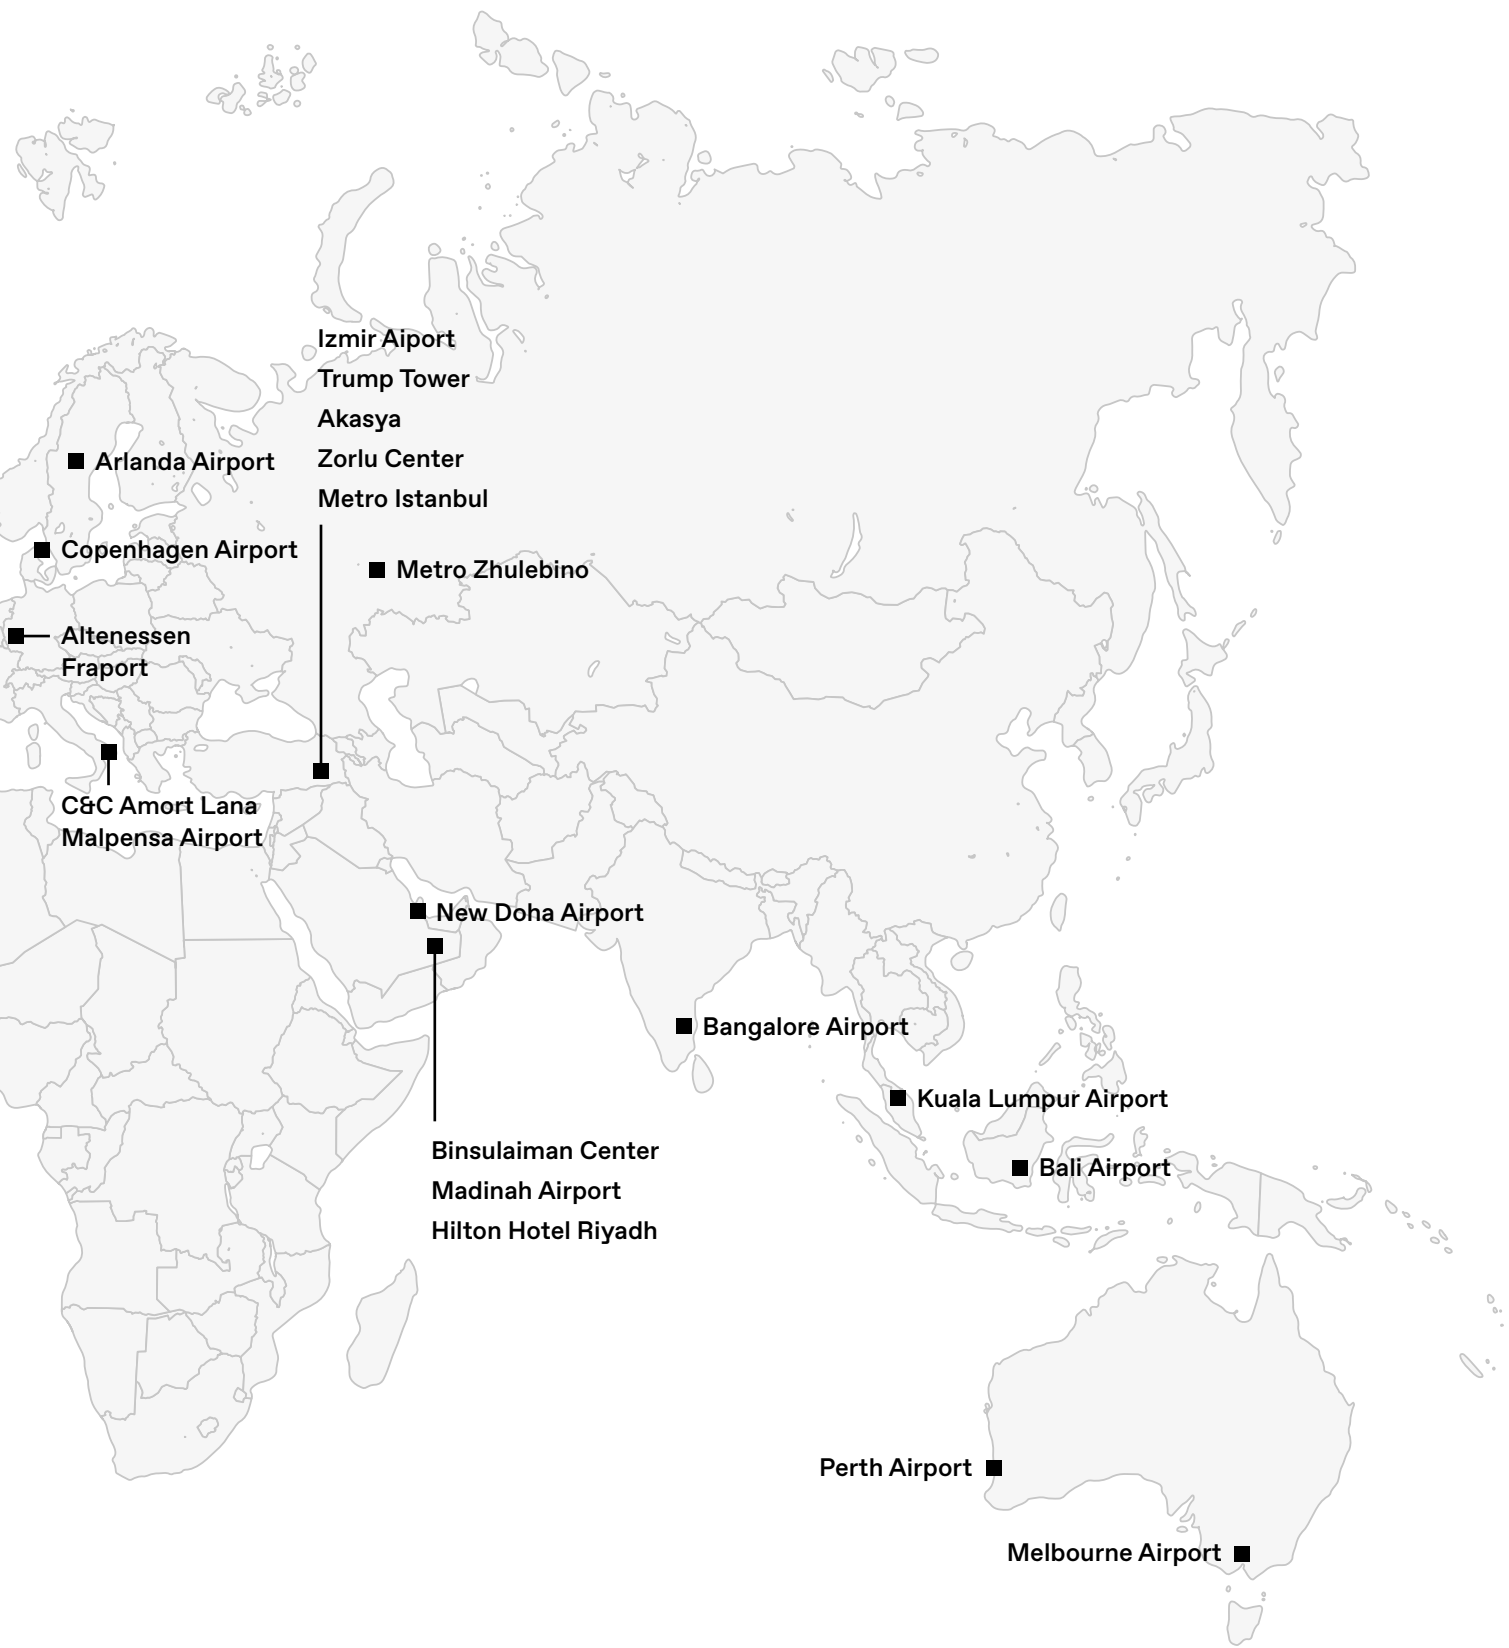 Izmir Aiport
Trump Tower
Akasya
Zorlu Center
Metro Istanbul
Arlanda Airport
Copenhagen Airport
Metro Zhulebino
Altenessen
Fraport
C&C Amort Lana
Malpensa Airport
New Doha Airport
Bangalore Airport
Kuala Lumpur Airport
Binsulaiman Center
Madinah Airport
Hilton Hotel Riyadh
Bali Airport
Perth Airport
Melbourne Airport